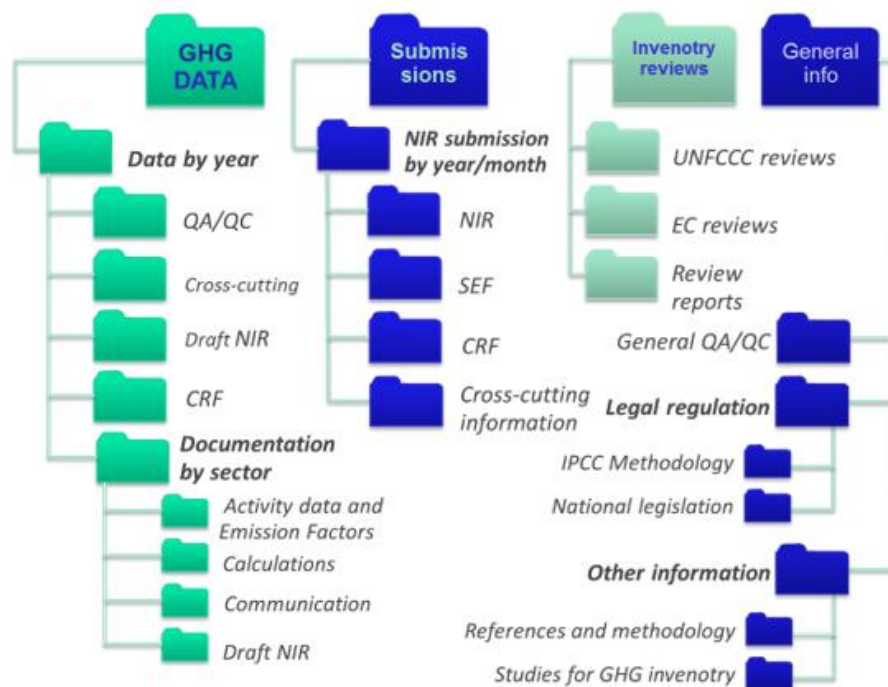 GHG
DATA
Submis
sions
Invenotry
reviews
General
info
Data by year
QA/QC
Cross-cutting
Draft NIR
CRF
Documentation
by sector
Activity data and
Emission Factors
Calculations
Communication
Draft NIR
NIR submission
by year/month
NIR
SEF
CRF
Cross-cutting
information
UNFCCC reviews
EC reviews
Review
reports
General QA/QC
Legal regulation
IPCC Methodology
National legislation
Other information
References and methodology
Studies for GHG invenotry